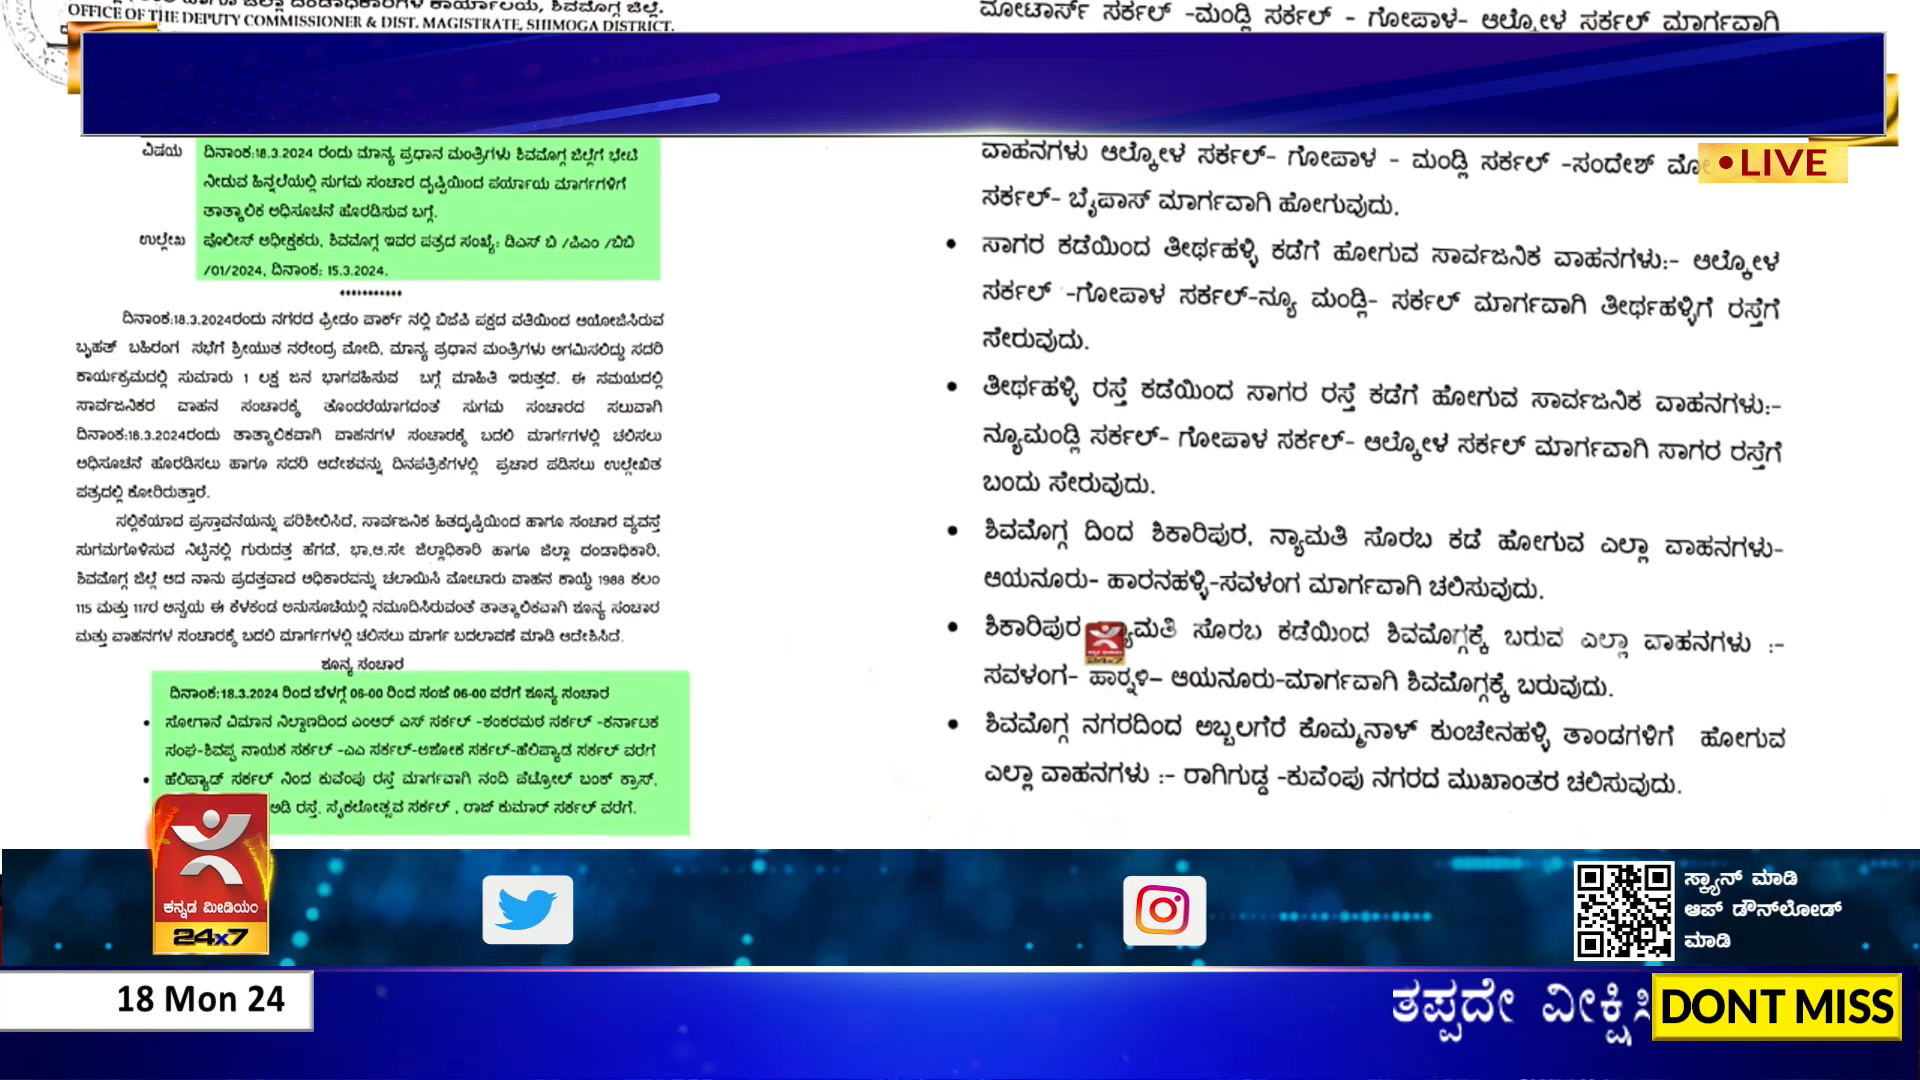 OFFICE OF THE DEPUTY COMMISSIONER & DIST. MAGISTRATE, SHIMOGA DISTRICT.
ವಿಷಯ ದಿನಾಂಕ:18.3.2024 ರಂದು ಮಾನ್ಯ ಪ್ರಧಾನ ಮಂತ್ರಿಗಳು ಶಿವಮೊಗ್ಗ ಜಿಲ್ಲೆಗೆ ಭೇಟಿ
ನೀಡುವ ಹಿನ್ನಲೆಯಲ್ಲಿ ಸುಗಮ ಸಂಚಾರ ದೃಷ್ಟಿಯಿಂದ ಪರ್ಯಾಯ ಮಾರ್ಗಗಳಿಗೆ
ತಾತ್ಕಾಲಿಕ ಅಧಿಸೂಚನೆ ಹೊರಡಿಸುವ ಬಗ್ಗೆ.
ಉಲ್ಲೇಖ ಪೊಲೀಸ್ ಅಧೀಕ್ಷಕರು, ಶಿವಮೊಗ್ಗ ಇವರ ಪತ್ರದ ಸಂಖ್ಯೆ: ಡಿಎಸ್ ಬಿ /ಪಿಎಂ /ಬಿಬಿ
/01/2024, ದಿನಾಂಕ: 15.3.2024.
***********
ದಿನಾಂಕ:18.3.2024ರಂದು ನಗರದ ಫ್ರೀಡಂ ಪಾರ್ಕ್ ನಲ್ಲಿ ಬಿಜೆಪಿ ಪಕ್ಷದ ವತಿಯಿಂದ ಆಯೋಜಿಸಿರುವ
ಬೃಹತ್ ಬಹಿರಂಗ ಸಭೆಗೆ ಶ್ರೀಯುತ ನರೇಂದ್ರ ಮೋದಿ, ಮಾನ್ಯ ಪ್ರಧಾನ ಮಂತ್ರಿಗಳು ಆಗಮಿಸಲಿದ್ದು ಸದರಿ
ಕಾರ್ಯಕ್ರಮದಲ್ಲಿ ಸುಮಾರು 1 ಲಕ್ಷ ಜನ ಭಾಗವಹಿಸುವ ಬಗ್ಗೆ ಮಾಹಿತಿ ಇರುತ್ತದೆ. ಈ ಸಮಯದಲ್ಲಿ
ಸಾರ್ವಜನಿಕರ ವಾಹನ ಸಂಚಾರಕ್ಕೆ ತೊಂದರೆಯಾಗದಂತೆ ಸುಗಮ ಸಂಚಾರದ ಸಲುವಾಗಿ
ದಿನಾಂಕ:18.3.2024ರಂದು ತಾತ್ಕಾಲಿಕವಾಗಿ ವಾಹನಗಳ ಸಂಚಾರಕ್ಕೆ ಬದಲಿ ಮಾರ್ಗಗಳಲ್ಲಿ ಚಲಿಸಲು
ಅಧಿಸೂಚನೆ ಹೊರಡಿಸಲು ಹಾಗೂ ಸದರಿ ಆದೇಶವನ್ನು ದಿನಪತ್ರಿಕೆಗಳಲ್ಲಿ ಪ್ರಚಾರ ಪಡಿಸಲು ಉಲ್ಲೇಖಿತ
ಪತ್ರದಲ್ಲಿ ಕೋರಿರುತ್ತಾರೆ.
ಸಲ್ಲಿಕೆಯಾದ ಪ್ರಸ್ತಾವನೆಯನ್ನು ಪರಿಶೀಲಿಸಿದೆ, ಸಾರ್ವಜನಿಕ ಹಿತದೃಷ್ಟಿಯಿಂದ ಹಾಗೂ ಸಂಚಾರ ವ್ಯವಸ್ಥೆ
ಸುಗಮಗೊಳಿಸುವ ನಿಟ್ಟಿನಲ್ಲಿ ಗುರುದತ್ತ ಹೆಗಡೆ, ಭಾ.ಆ.ಸೇ ಜಿಲ್ಲಾಧಿಕಾರಿ ಹಾಗೂ ಜಿಲ್ಲಾ ದಂಡಾಧಿಕಾರಿ,
ಶಿವಮೊಗ್ಗ ಜಿಲ್ಲೆ ಆದ ನಾನು ಪ್ರದತ್ತವಾದ ಅಧಿಕಾರವನ್ನು ಚಲಾಯಿಸಿ ಮೋಟಾರು ವಾಹನ ಕಾಯ್ದೆ 1988 ಕಲಂ
115 ಮತ್ತು 117ರ ಅನ್ವಯ ಈ ಕೆಳಕಂಡ ಅನುಸೂಚಿಯಲ್ಲಿ ನಮೂದಿಸಿರುವಂತೆ ತಾತ್ಕಾಲಿಕವಾಗಿ ಶೂನ್ಯ ಸಂಚಾರ
ಮತ್ತು ವಾಹನಗಳ ಸಂಚಾರಕ್ಕೆ ಬದಲಿ ಮಾರ್ಗಗಳಲ್ಲಿ ಚಲಿಸಲು ಮಾರ್ಗ ಬದಲಾವಣೆ ಮಾಡಿ ಆದೇಶಿಸಿದೆ.
ಶೂನ್ಯ ಸಂಚಾರ
ದಿನಾಂಕ:18.3.2024 ರಿಂದ ಬೆಳಗ್ಗೆ 06-00 ರಿಂದ ಸಂಜೆ 06-00 ವರೆಗೆ ಶೂನ್ಯ ಸಂಚಾರ
• ಸೋಗಾನೆ ವಿಮಾನ ನಿಲ್ದಾಣದಿಂದ ಎಂಆರ್ ಎಸ್ ಸರ್ಕಲ್ -ಶಂಕರಮಠ ಸರ್ಕಲ್ -ಕರ್ನಾಟಕ
ಸಂಘ-ಶಿವಪ್ಪ ನಾಯಕ ಸರ್ಕಲ್ -ಎಎ ಸರ್ಕಲ್-ಅಶೋಕ ಸರ್ಕಲ್-ಹೆಲಿಪ್ಯಾಡ ಸರ್ಕಲ್ ವರೆಗೆ
• ಹೆಲಿಪ್ಯಾಡ್ ಸರ್ಕಲ್ ನಿಂದ ಕುವೆಂಪು ರಸ್ತೆ ಮಾರ್ಗವಾಗಿ ನಂದಿ ಪೆಟ್ರೋಲ್ ಬಂಕ್ ಕ್ರಾಸ್,
ಅಡಿ ರಸ್ತೆ, ಸೈಕಲೋತ್ಸವ ಸರ್ಕಲ್ , ರಾಜ್ ಕುಮಾರ್ ಸರ್ಕಲ್ ವರೆಗೆ.
ಮೋಟಾರ್ಸ್ ಸರ್ಕಲ್ -ಮಂಡ್ಲಿ ಸರ್ಕಲ್ - ಗೋಪಾಳ- ಆಲ್ಕೋಳ ಸರ್ಕಲ್ ಮಾರ್ಗವಾಗಿ
ವಾಹನಗಳು ಆಲ್ಕೋಳ ಸರ್ಕಲ್- ಗೋಪಾಳ - ಮಂಡ್ಲಿ ಸರ್ಕಲ್ -ಸಂದೇಶ್
ಸರ್ಕಲ್- ಬೈಪಾಸ್ ಮಾರ್ಗವಾಗಿ ಹೋಗುವುದು.
• ಸಾಗರ ಕಡೆಯಿಂದ ತೀರ್ಥಹಳ್ಳಿ ಕಡೆಗೆ ಹೋಗುವ ಸಾರ್ವಜನಿಕ ವಾಹನಗಳು:- ಆಲ್ಕೋಳ
ಸರ್ಕಲ್ -ಗೋಪಾಳ ಸರ್ಕಲ್-ನ್ಯೂ ಮಂಡ್ಲಿ- ಸರ್ಕಲ್ ಮಾರ್ಗವಾಗಿ ತೀರ್ಥಹಳ್ಳಿಗೆ ರಸ್ತೆಗೆ
ಸೇರುವುದು.
• ತೀರ್ಥಹಳ್ಳಿ ರಸ್ತೆ ಕಡೆಯಿಂದ ಸಾಗರ ರಸ್ತೆ ಕಡೆಗೆ ಹೋಗುವ ಸಾರ್ವಜನಿಕ ವಾಹನಗಳು:-
ನ್ಯೂಮಂಡ್ಲಿ ಸರ್ಕಲ್- ಗೋಪಾಳ ಸರ್ಕಲ್- ಆಲ್ಕೋಳ ಸರ್ಕಲ್ ಮಾರ್ಗವಾಗಿ ಸಾಗರ ರಸ್ತೆಗೆ
ಬಂದು ಸೇರುವುದು.
• ಶಿವಮೊಗ್ಗ ದಿಂದ ಶಿಕಾರಿಪುರ, ನ್ಯಾಮತಿ ಸೊರಬ ಕಡೆ ಹೋಗುವ ಎಲ್ಲಾ ವಾಹನಗಳು-
ಆಯನೂರು- ಹಾರನಹಳ್ಳಿ-ಸವಳಂಗ ಮಾರ್ಗವಾಗಿ ಚಲಿಸುವುದು.
• ಶಿಕಾರಿಪುರ ಸೊರಬ ಕಡೆಯಿಂದ ಶಿವಮೊಗ್ಗಕ್ಕೆ ಬರುವ ಎಲ್ಲಾ ವಾಹನಗಳು :-
ಸವಳಂಗ- ಹಾರ‍್ನಳಿ– ಆಯನೂರು-ಮಾರ್ಗವಾಗಿ ಶಿವಮೊಗ್ಗಕ್ಕೆ ಬರುವುದು.
• ಶಿವಮೊಗ್ಗ ನಗರದಿಂದ ಅಬ್ಬಲಗೆರೆ ಕೊಮ್ಮನಾಳ್ ಕುಂಚೇನಹಳ್ಳಿ ತಾಂಡಗಳಿಗೆ ಹೋಗುವ
ಎಲ್ಲಾ ವಾಹನಗಳು :- ರಾಗಿಗುಡ್ಡ -ಕುವೆಂಪು ನಗರದ ಮುಖಾಂತರ ಚಲಿಸುವುದು.
• LIVE
ಕನ್ನಡ ಮೀಡಿಯಂ
24x7
ಸ್ಕ್ಯಾನ್ ಮಾಡಿ
ಆಪ್ ಡೌನ್‌ಲೋಡ್
ಮಾಡಿ
18 Mon 24
ತಪ್ಪದೇ
DONT MISS